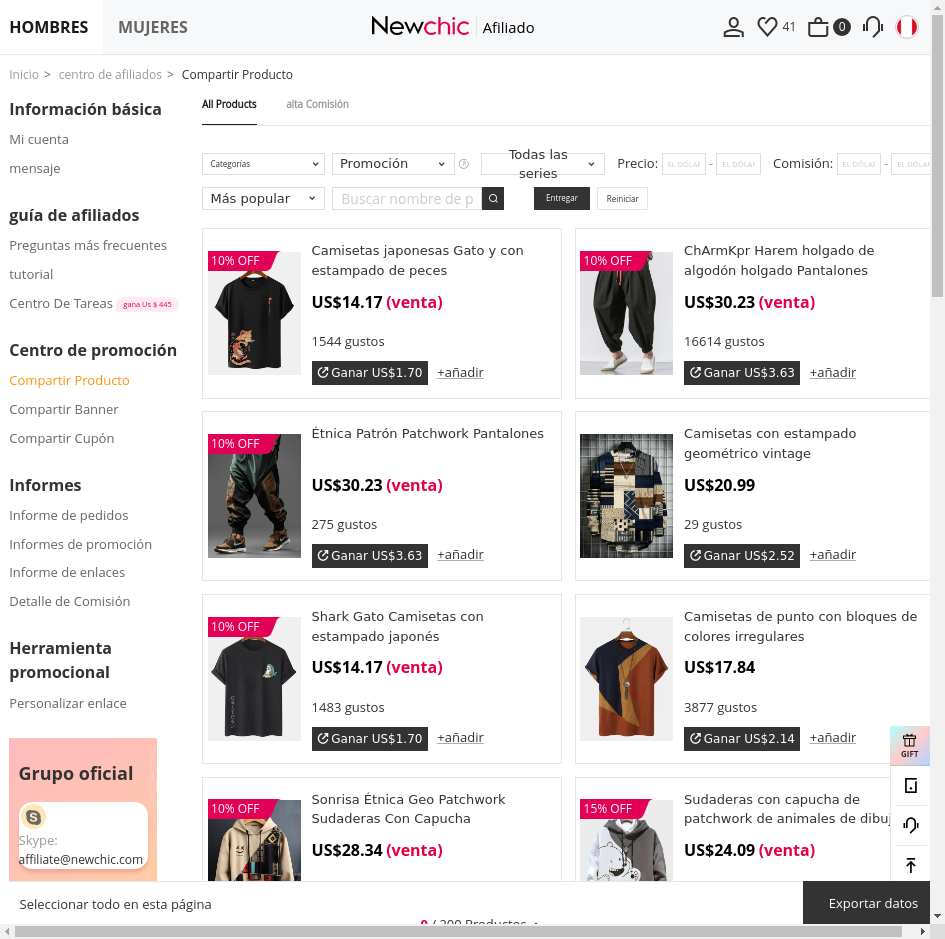 HOMBRES MUJERES Newchic Afiliado 41 0
Inicio > centro de afiliados > Compartir Producto
Información básica
Mi cuenta
mensaje
guía de afiliados
Preguntas más frecuentes
tutorial
Centro De Tareas gana Us $ 445
Centro de promoción
Compartir Producto
Compartir Banner
Compartir Cupón
Informes
Informe de pedidos
Informes de promoción
Informe de enlaces
Detalle de Comisión
Herramienta
promocional
Personalizar enlace
Grupo oficial
Skype:
affiliate@newchic.com
All Products alta Comisión
Categorías Promoción ? Todas las
series Precio: EL DÓLAR - EL DÓLAR Comisión: EL DÓLAR - EL DÓLAR
Más popular Buscar nombre de p Entregar Reiniciar
10% OFF
Camisetas japonesas Gato y con
estampado de peces
US$14.17 (venta)
1544 gustos
Ganar US$1.70 +añadir
10% OFF
ChArmKpr Harem holgado de
algodón holgado Pantalones
US$30.23 (venta)
16614 gustos
Ganar US$3.63 +añadir
10% OFF
Étnica Patrón Patchwork Pantalones
US$30.23 (venta)
275 gustos
Ganar US$3.63 +añadir
Camisetas con estampado
geométrico vintage
US$20.99
29 gustos
Ganar US$2.52 +añadir
10% OFF
Shark Gato Camisetas con
estampado japonés
US$14.17 (venta)
1483 gustos
Ganar US$1.70 +añadir
Camisetas de punto con bloques de
colores irregulares
US$17.84
3877 gustos
Ganar US$2.14 +añadir
10% OFF
Sonrisa Étnica Geo Patchwork
Sudaderas Con Capucha
US$28.34 (venta)
15% OFF
Sudaderas con capucha de
patchwork de animales de dibuj
US$24.09 (venta)
GIFT
Seleccionar todo en esta página
0 / 200 Productos
Exportar datos